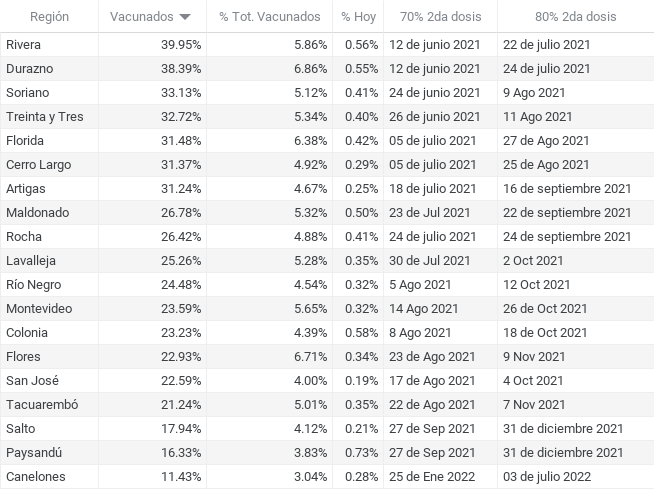 Región Vacunados % Tot. Vacunados % Hoy 70% 2da dosis 80% 2da dosis
Rivera 39.95% 5.86% 0.56% 12 de junio 2021 22 de julio 2021
Durazno 38.39% 6.86% 0.55% 12 de junio 2021 24 de julio 2021
Soriano 33.13% 5.12% 0.41% 24 de junio 2021 9 Ago 2021
Treinta y Tres 32.72% 5.34% 0.40% 26 de junio 2021 11 Ago 2021
Florida 31.48% 6.38% 0.42% 05 de julio 2021 27 de Ago 2021
Cerro Largo 31.37% 4.92% 0.29% 05 de julio 2021 25 de Ago 2021
Artigas 31.24% 4.67% 0.25% 18 de julio 2021 16 de septiembre 2021
Maldonado 26.78% 5.32% 0.50% 23 de Jul 2021 22 de septiembre 2021
Rocha 26.42% 4.88% 0.41% 24 de julio 2021 24 de septiembre 2021
Lavalleja 25.26% 5.28% 0.35% 30 de Jul 2021 2 Oct 2021
Río Negro 24.48% 4.54% 0.32% 5 Ago 2021 12 Oct 2021
Montevideo 23.59% 5.65% 0.32% 14 Ago 2021 26 de Oct 2021
Colonia 23.23% 4.39% 0.58% 8 Ago 2021 18 de Oct 2021
Flores 22.93% 6.71% 0.34% 23 de Ago 2021 9 Nov 2021
San José 22.59% 4.00% 0.19% 17 de Ago 2021 4 Oct 2021
Tacuarembó 21.24% 5.01% 0.35% 22 de Ago 2021 7 Nov 2021
Salto 17.94% 4.12% 0.21% 27 de Sep 2021 31 de diciembre 2021
Paysandú 16.33% 3.83% 0.73% 27 de Sep 2021 31 de diciembre 2021
Canelones 11.43% 3.04% 0.28% 25 de Ene 2022 03 de julio 2022